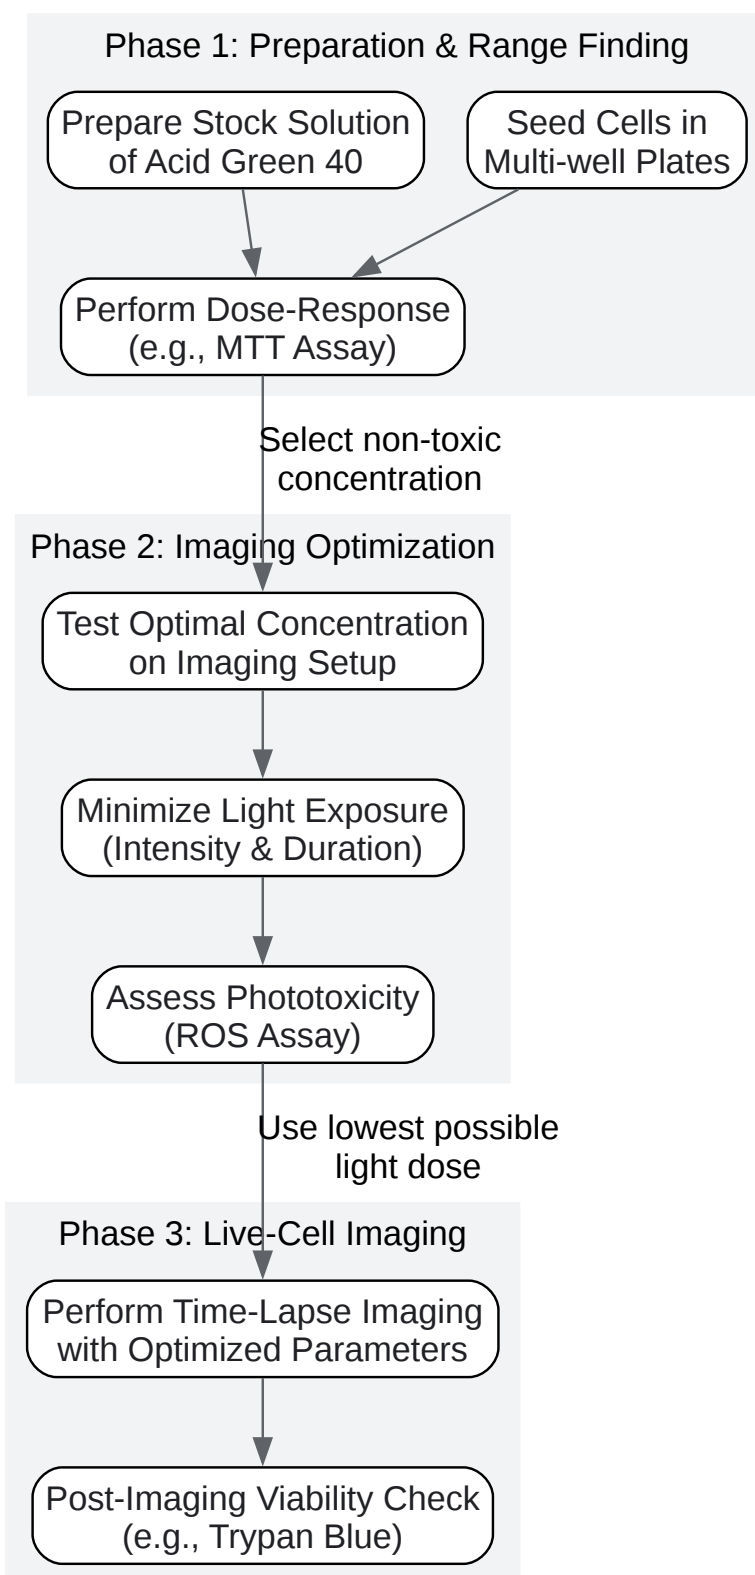 Phase 1: Preparation & Range Finding
Prepare Stock Solution
of Acid Green 40
Seed Cells in
Multi-well Plates
Perform Dose-Response
(e.g., MTT Assay)
Select non-toxic
concentration
Phase 2: Imaging Optimization
Test Optimal Concentration
on Imaging Setup
Minimize Light Exposure
(Intensity & Duration)
Assess Phototoxicity
(ROS Assay)
Use lowest possible
light dose
Phase 3: Live-Cell Imaging
Perform Time-Lapse Imaging
with Optimized Parameters
Post-Imaging Viability Check
(e.g., Trypan Blue)